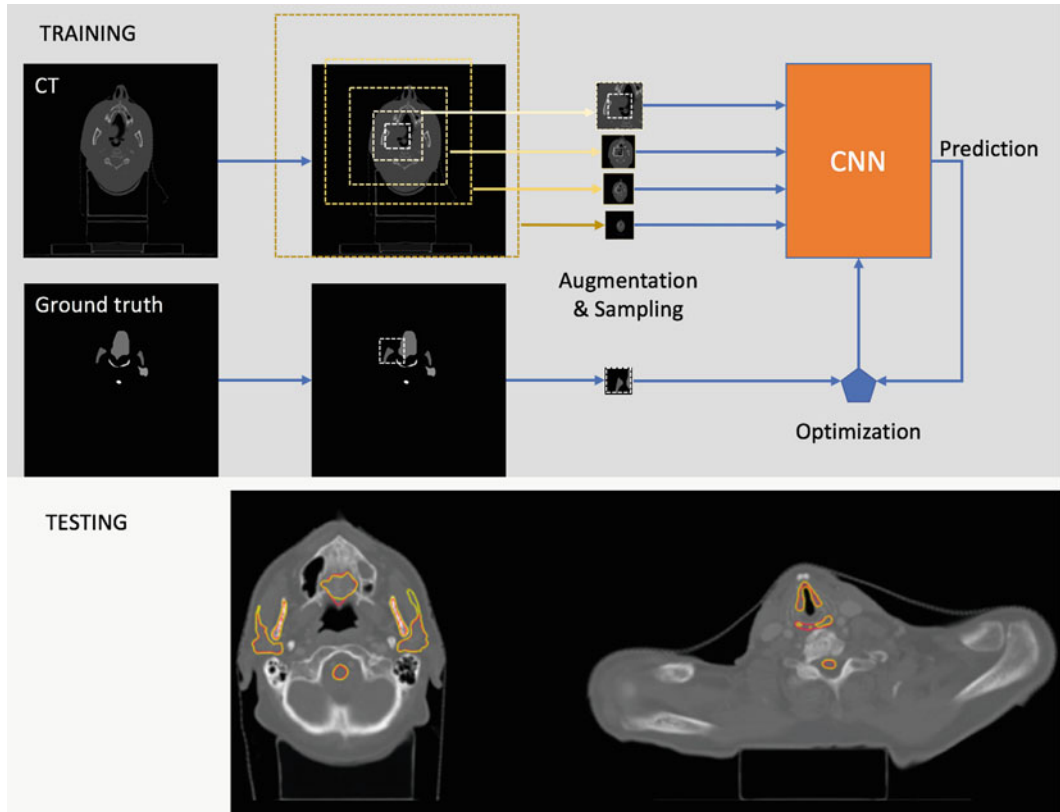 TRAINING
CT
CNN
Prediction
Augmentation
& Sampling
Ground truth
Optimization
TESTING